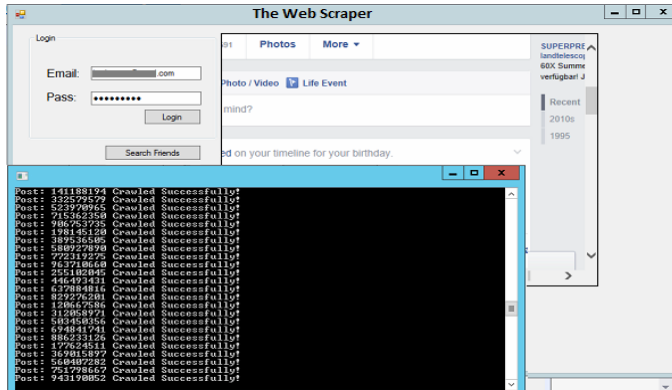 The Web Scraper
Login
Email: .com
Pass: •••••••••
Login
Search Friends
Photos More
Photo / Video Life Event
mind?
ed on your timeline for your birthday.
SUPERPRE
landtelescop
60X Summe
verfügbar! J
Recent
2010s
1995
Post: 141188194 Crawled Successfully!
Post: 332579579 Crawled Successfully!
Post: 523970965 Crawled Successfully!
Post: 715362350 Crawled Successfully!
Post: 906753735 Crawled Successfully!
Post: 198145120 Crawled Successfully!
Post: 389536505 Crawled Successfully!
Post: 580927890 Crawled Successfully!
Post: 772319275 Crawled Successfully!
Post: 963710660 Crawled Successfully!
Post: 255102045 Crawled Successfully!
Post: 446493431 Crawled Successfully!
Post: 637884816 Crawled Successfully!
Post: 829276201 Crawled Successfully!
Post: 120667586 Crawled Successfully!
Post: 312058971 Crawled Successfully!
Post: 503450356 Crawled Successfully!
Post: 694841741 Crawled Successfully!
Post: 886233126 Crawled Successfully!
Post: 177624511 Crawled Successfully!
Post: 369015897 Crawled Successfully!
Post: 560407282 Crawled Successfully!
Post: 751798667 Crawled Successfully!
Post: 943190052 Crawled Successfully!